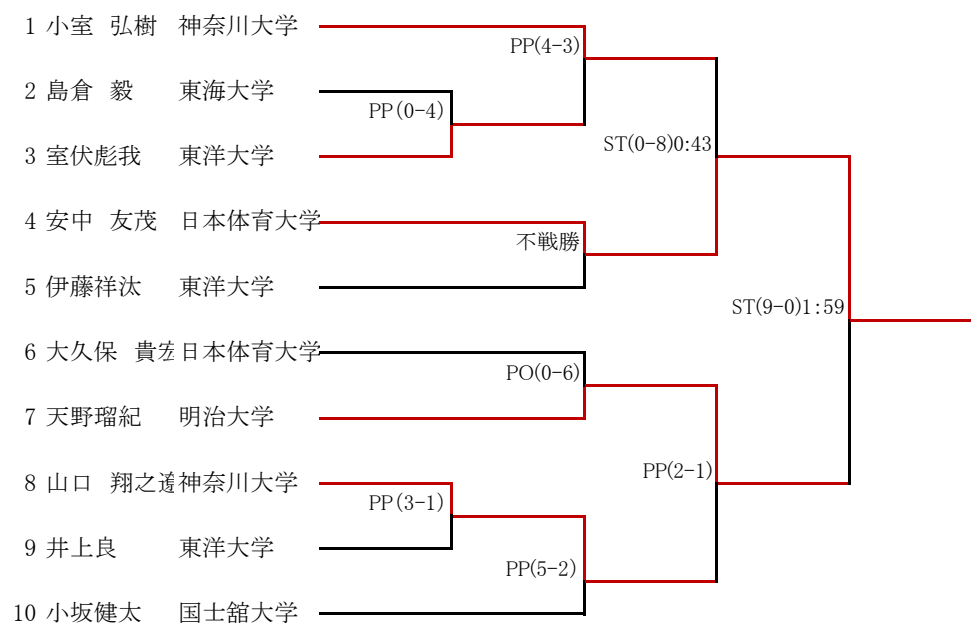 1 小室 弘樹 神奈川大学
PP(4-3)
2 島倉 毅 東海大学
PP(0-4)
3 室伏彪我 東洋大学
ST(0-8)0:43
4 安中 友茂 日本体育大学
不戦勝
5 伊藤祥汰 東洋大学
ST(9-0)1:59
6 大久保 貴宏 日本体育大学
PO(0-6)
7 天野瑠紀 明治大学
PP(2-1)
8 山口 翔之 神奈川大学
PP(3-1)
9 井上良 東洋大学
PP(5-2)
10 小坂健太 国士舘大学